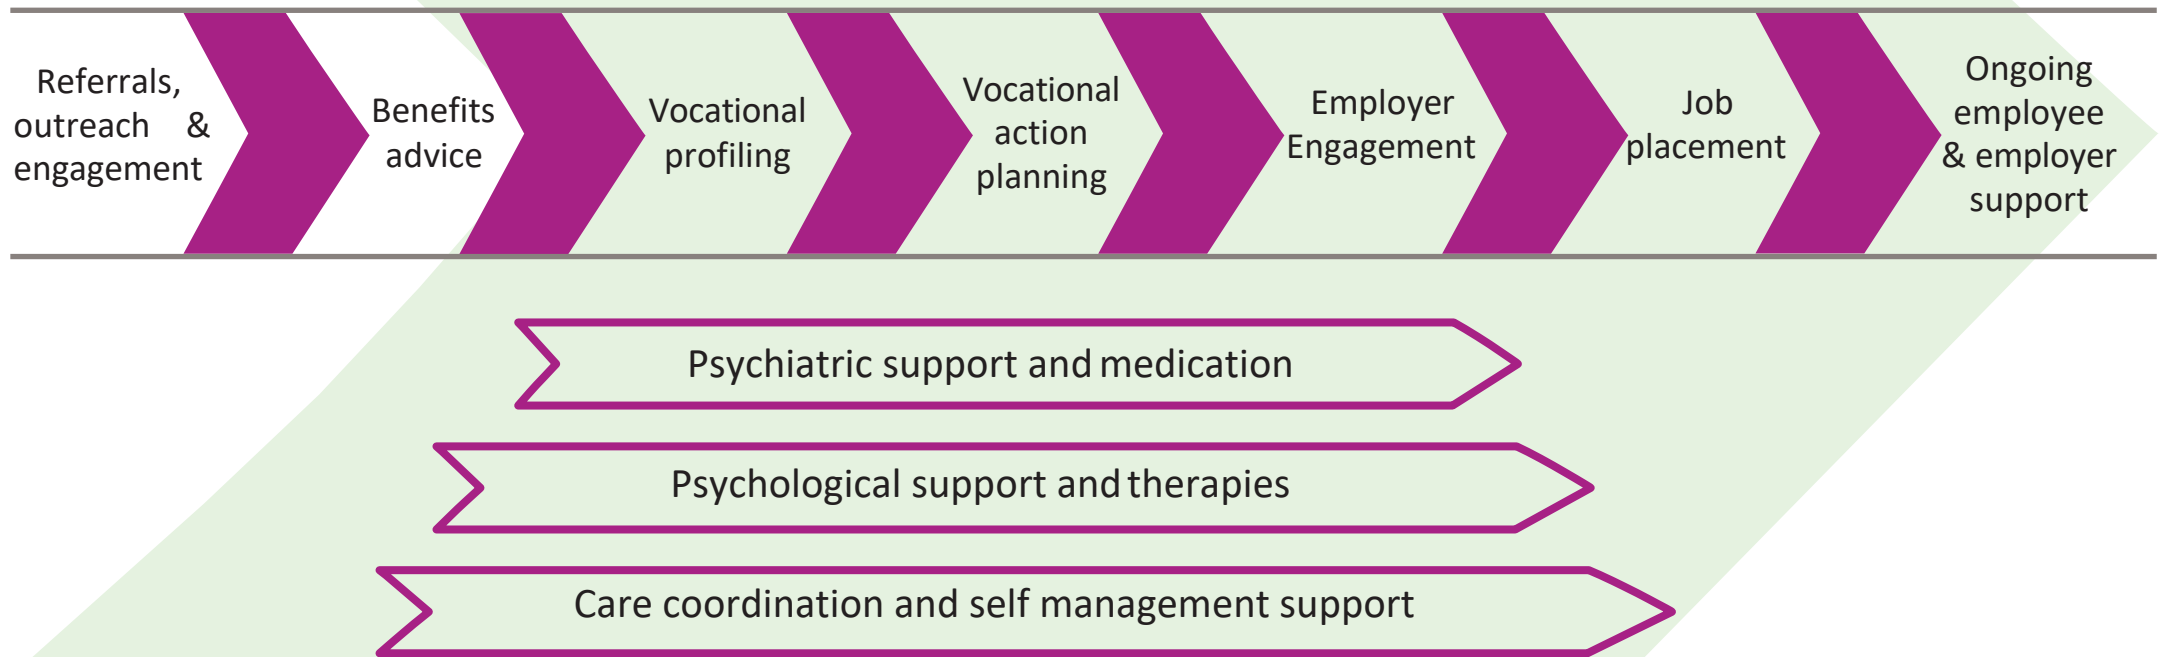 Referrals,
outreach &
engagement
Benefits
advice
Vocational
profiling
Vocational
action
planning
Employer
Engagement
Job
placement
Ongoing
employee
& employer
support
Psychiatric support and medication
Psychological support and therapies
Care coordination and self management support